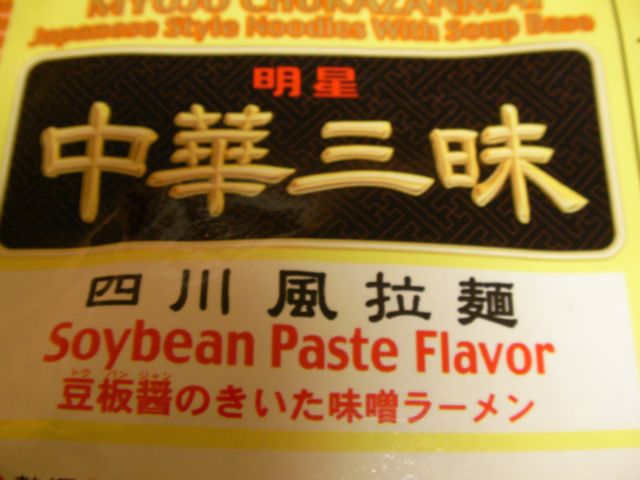 MYOJO CHUKAZANMAI
Japanese Style Noodles With Soup Base
明星
中華三昧
四川風拉麺
Soybean Paste Flavor
トウ バン ジャン
豆板醤のきいた味噌ラーメン